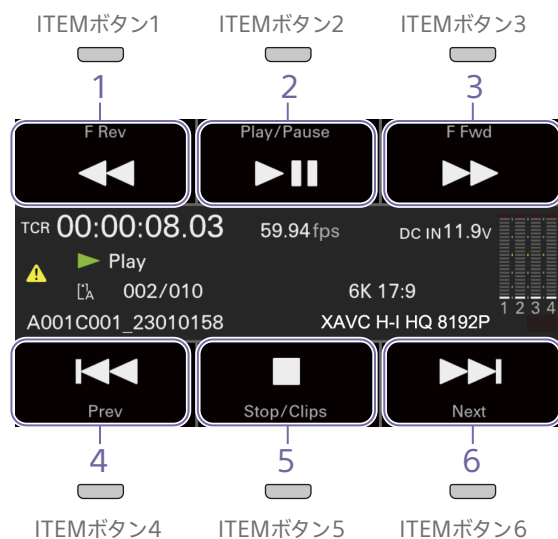 ITEMボタン1 ITEMボタン2 ITEMボタン3
1 2 3
F Rev Play/Pause F Fwd
TCR 00:00:08.03 59.94fps DC IN11.9V
Play
002/010 6K 17:9
1 2 3 4
A001C001_23010158 XAVC H-I HQ 8192P
Prev Stop/Clips Next
4 5 6
ITEMボタン4 ITEMボタン5 ITEMボタン6